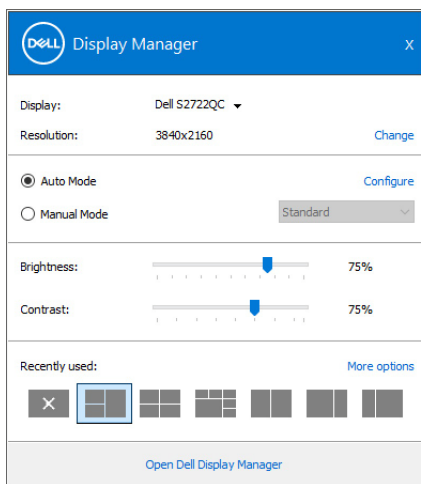 DELL Display Manager X
Display: Dell S2722QC
Resolution: 3840x2160 Change
Auto Mode Configure
Manual Mode Standard
Brightness: 75%
Contrast: 75%
Recently used: More options
Open Dell Display Manager